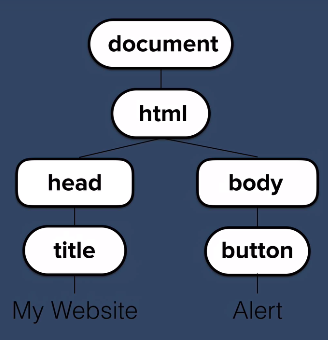 document
html
head
body
title
button
My Website
Alert